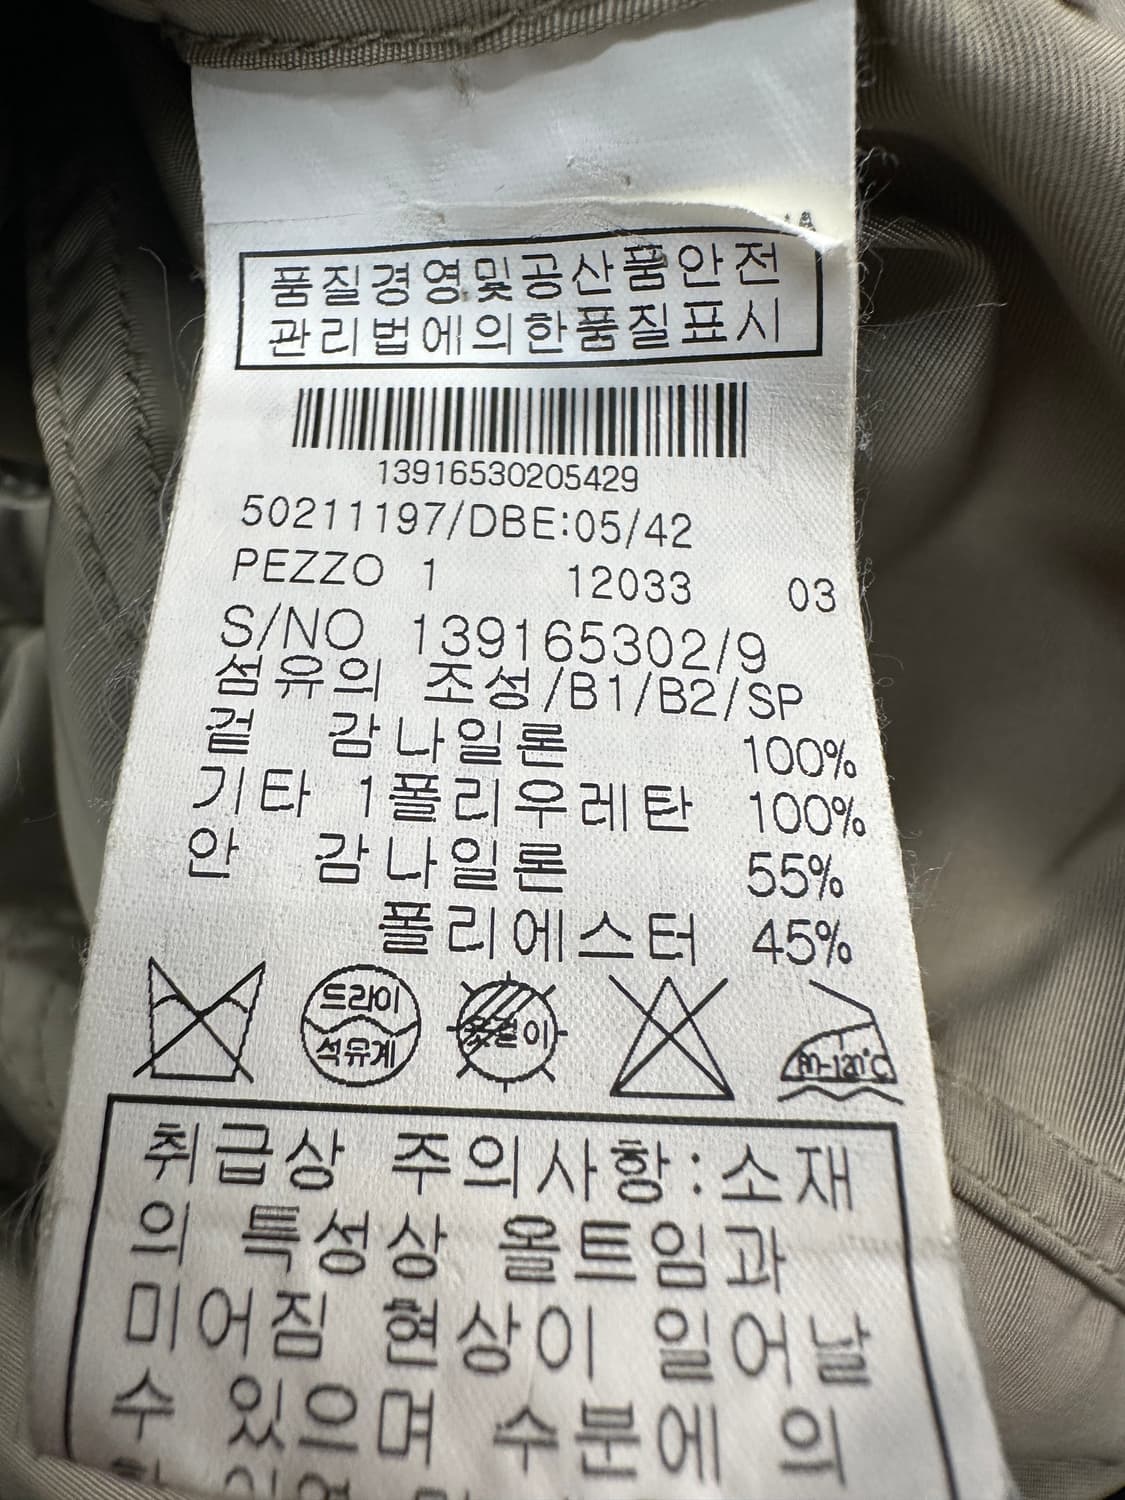 품질경영및공산품안전
관리법에의한품질표시
13916530205429
50211197/DBE:05/42
PEZZO 1 12033 03
S/NO 139165302/9
섬유의 조성/B1/B2/SP
겉 감나일론 100%
기타 1폴리우레탄 100%
안 감나일론 55%
폴리에스터 45%
드라이
석유계
옷걸이
80-120°C
취급상 주의사항:소재
의 특성상 올트임과
미어짐 현상이 일어날
수 있으며 수분에 의